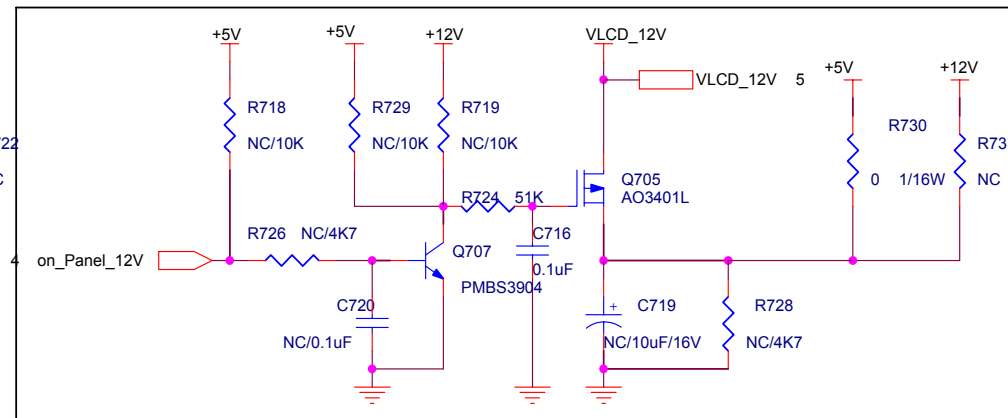 +5V
+5V
+12V
VLCD_12V
VLCD_12V 5
+5V
+12V
R718
NC/10K
R729
NC/10K
R719
NC/10K
R730
0 1/16W
R73
NC
22
C
R724 51K
Q705
AO3401L
R726 NC/4K7
4 on_Panel_12V
Q707
PMBS3904
C716
0.1uF
C720
NC/0.1uF
+
C719
NC/10uF/16V
R728
NC/4K7